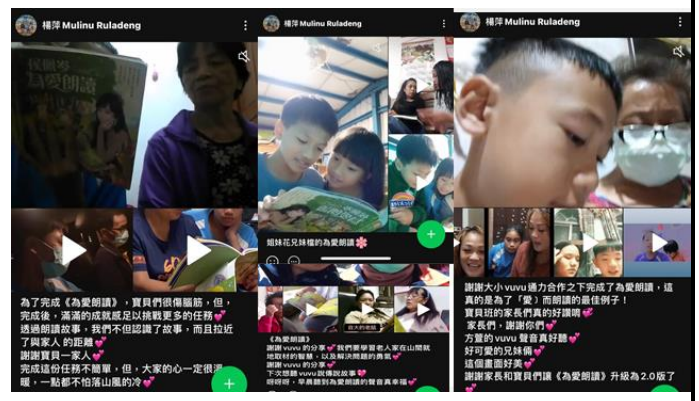 楊萍 Mulinu Ruladeng
為愛朗讀
為了完成《為愛朗讀》，寶貝們很傷腦筋，但，
完成後，滿滿的成就感足以挑戰更多的任務💕
透過朗讀故事，我們不但認識了故事，而且拉近
了與家人的距離💕
謝謝寶貝一家人💕
完成這份任務不簡單，但，大家的心一定很溫
暖，一點都不怕落山風的冷💕
楊萍 Mulinu Ruladeng
姐妹花兄妹檔的為愛朗讀🌸
《為愛朗讀》
謝謝 vuvu 的分享💕我們要學習老人家在山間就
地取材的智慧、以及解決問題的勇氣💕
謝謝 vuvu 的分享💕
下次想聽 vuvu說傳說故事💕
呀呀呀，早晨聽到為愛朗讀的聲音真幸福💕
楊萍 Mulinu Ruladeng
謝謝大小 vuvu 通力合作之下完成了為愛朗讀，這
真的是為了「愛」而朗讀的最佳例子！
寶貝班的家長們真的好讚唷💕
家長們，謝謝你們💕
方萱的 vuvu 聲音真好聽💕
好可愛的兄妹倆💕
這個畫面好美💕
謝謝家長和寶貝們讓《為愛朗讀》升級為2.0版了
💕